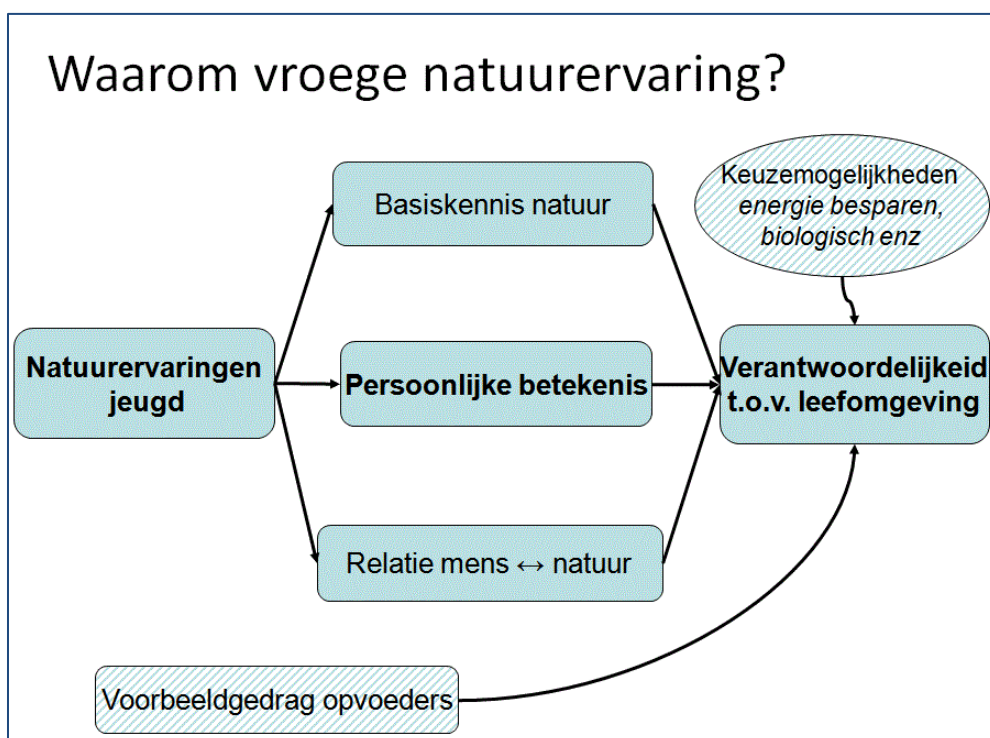 Waarom vroege natuurervaring?
Basiskennis natuur
Keuzemogelijkheden
energie besparen,
biologisch enz
Natuurervaringen
jeugd
Persoonlijke betekenis
Verantwoordelijkeid
t.o.v. leefomgeving
Relatie mens ↔ natuur
Voorbeeldgedrag opvoeders